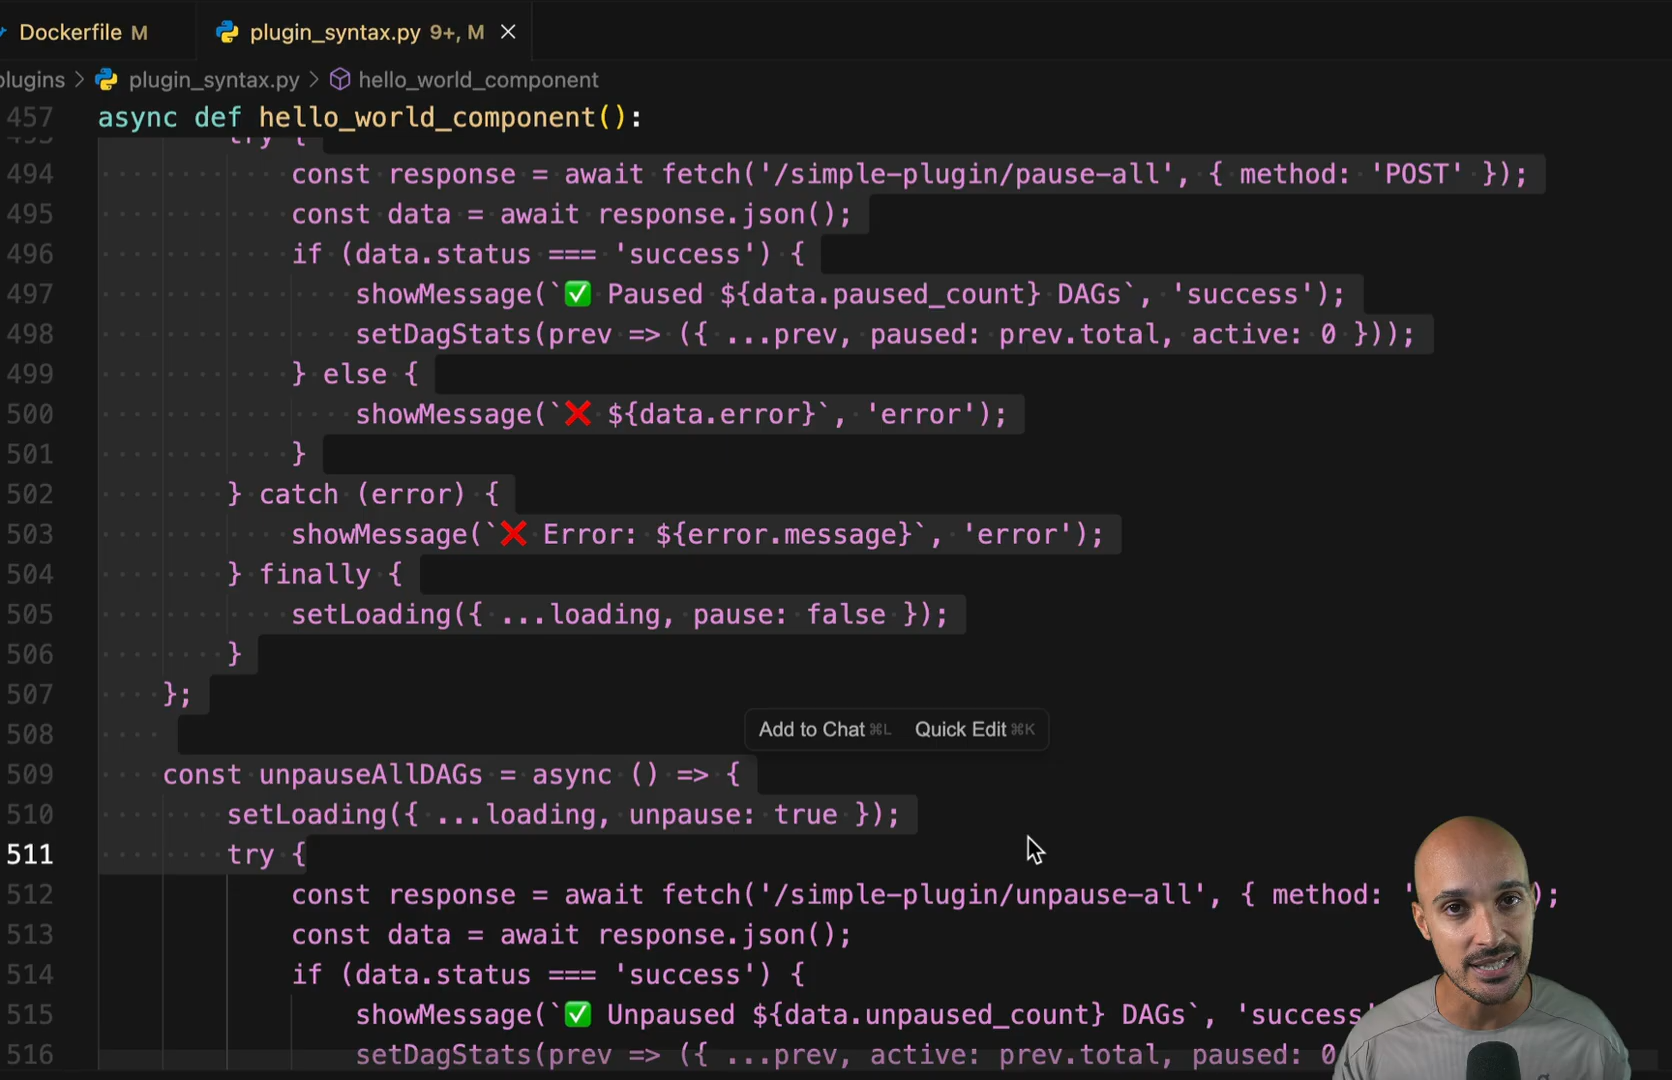 Dockerfile M
plugin_syntax.py 9+, M
plugins > plugin_syntax.py > hello_world_component
457 async def hello_world_component():
try {
494 const response = await fetch('/simple-plugin/pause-all', { method: 'POST' });
495 const data = await response.json();
496 if (data.status === 'success') {
497 showMessage(`✅ Paused ${data.paused_count} DAGs`, 'success');
498 setDagStats(prev => ({ ...prev, paused: prev.total, active: 0 }));
499 } else {
500 showMessage(`❌ ${data.error}`, 'error');
501 }
502 } catch (error) {
503 showMessage(`❌ Error: ${error.message}`, 'error');
504 } finally {
505 setLoading({ ...loading, pause: false });
506 }
507 };
508
Add to Chat ⌘L Quick Edit ⌘K
509 const unpauseAllDAGs = async () => {
510 setLoading({ ...loading, unpause: true });
511 try {
512 const response = await fetch('/simple-plugin/unpause-all', { method: ' );
513 const data = await response.json();
514 if (data.status === 'success') {
515 showMessage(`✅ Unpaused ${data.unpaused_count} DAGs`, 'success'
516 setDagStats(prev => ({ ...prev, active: prev.total, paused: 0